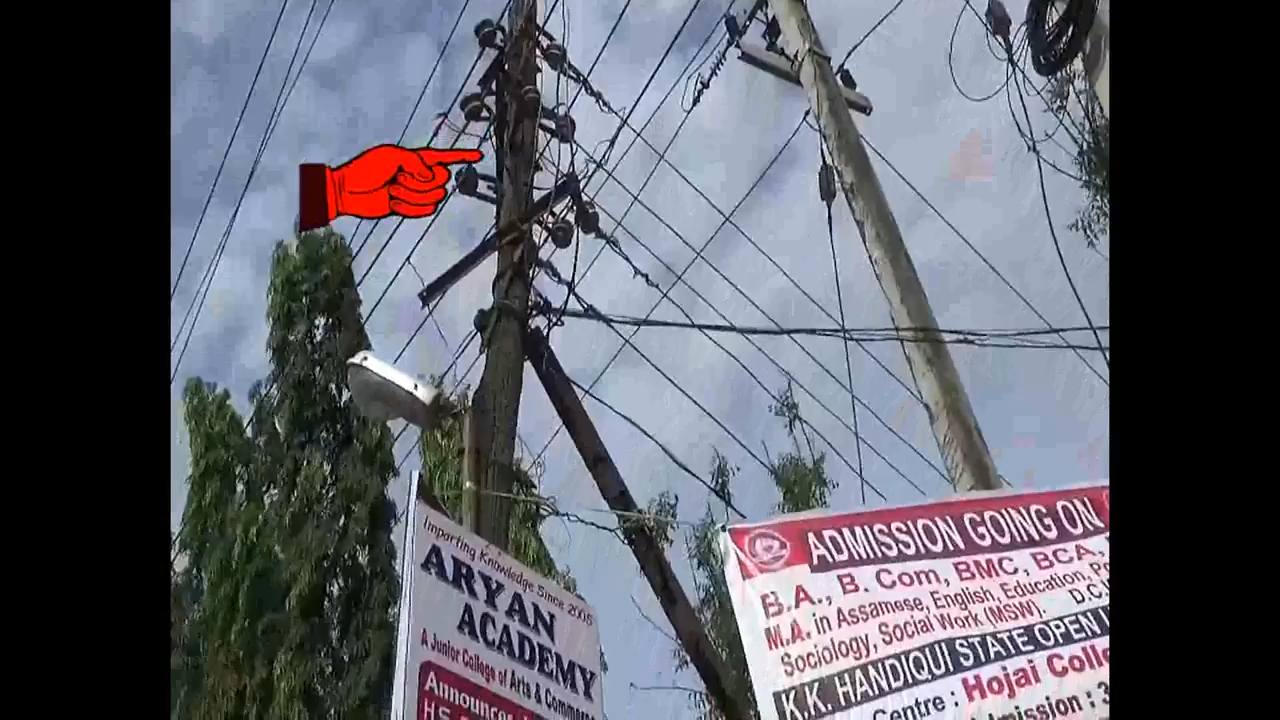 Imparting Knowledge Since 2005
ARYAN
ACADEMY
A Junior College of Arts & Commerce
ADMISSION GOING ON
B.A., B. Com, BMC, BCA,
M.A. in Assamese, English, Education,
Sociology, Social Work (MSW).
K.K. HANDIQUI STATE OPEN
Centre : Hojai